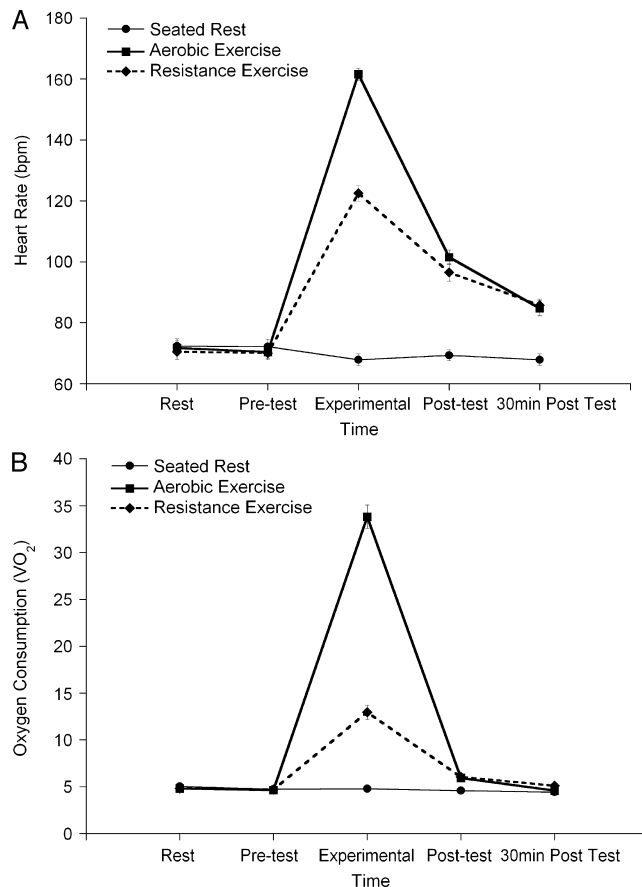 A
180
160
140
120
100
80
60
Heart Rate (bpm)
Seated Rest
Aerobic Exercise
Resistance Exercise
Rest Pre-test Experimental Post-test 30min Post Test
Time
B
40
35
30
25
20
15
10
5
0
Oxygen Consumption (VO₂)
Seated Rest
Aerobic Exercise
Resistance Exercise
Rest Pre-test Experimental Post-test 30min Post Test
Time